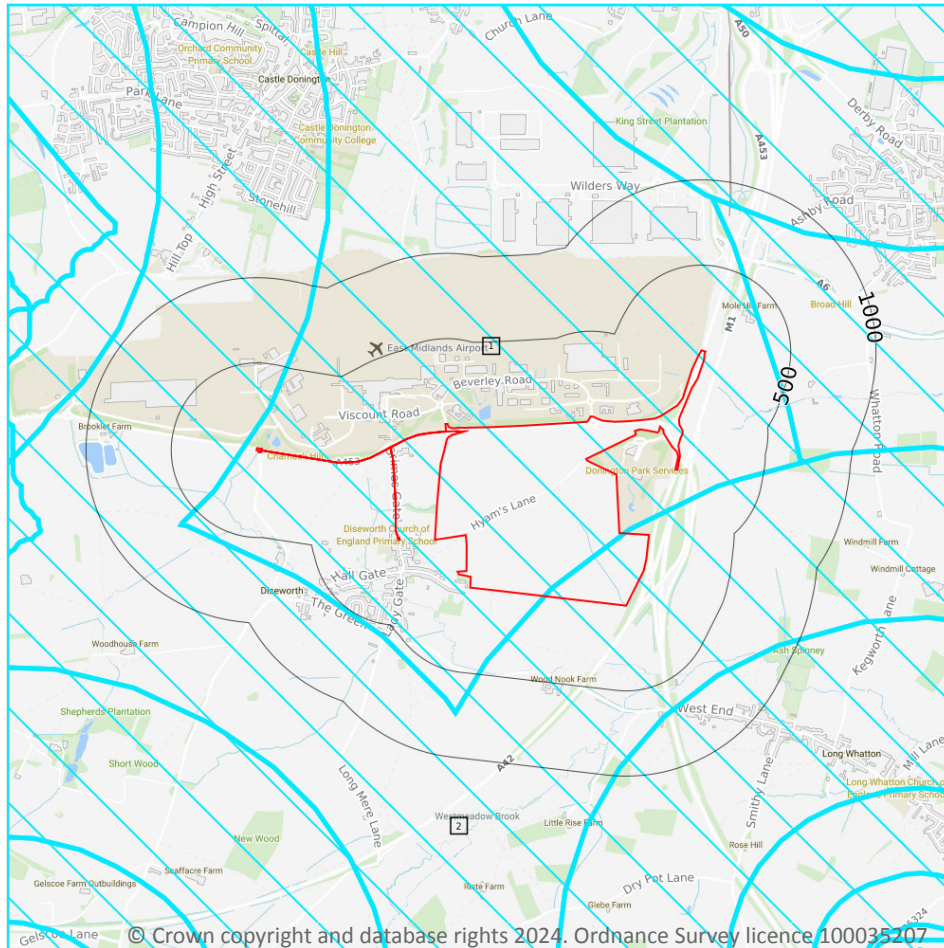 Campion Hill
Spittal
Church Lane
A50
Orchard Community
Primary School
Castle Hill
Castle Donington
Park Lane
Derby Road
King Street Plantation
Castle Donington
Community College
A453
High Street
Wilders Way
Stonehill
Ashby Road
Hill Top
A6
Broad Hill
Mole Hill Farm
M1
1000
East Midlands Airport
1
500
Beverley Road
Viscount Road
Whatton Road
Brooklet Farm
A453
Donington Park Services
Grimes Gate
Hyam's Lane
Diseworth Church of
England Primary School
Windmill Farm
Hall Gate
Windmill Cottage
Diseworth
The Green
Lady Gate
Woodhouse Farm
Ash Spinney
Kegworth Lane
Wood Nook Farm
West End
Shepherds Plantation
Long Whatton
Short Wood
A42
Mill Lane
Long Mere Lane
Smithy Lane
Long Whatton Church of
England Primary School
Westmeadow Brook
2
Little Rise Farm
New Wood
Rose Hill
Scaffacre Farm
Gelscoe Farm Outbuildings
Dry Pot Lane
Glebe Farm
Gelscoe Lane
© Crown copyright and database rights 2024. Ordnance Survey licence 100035207